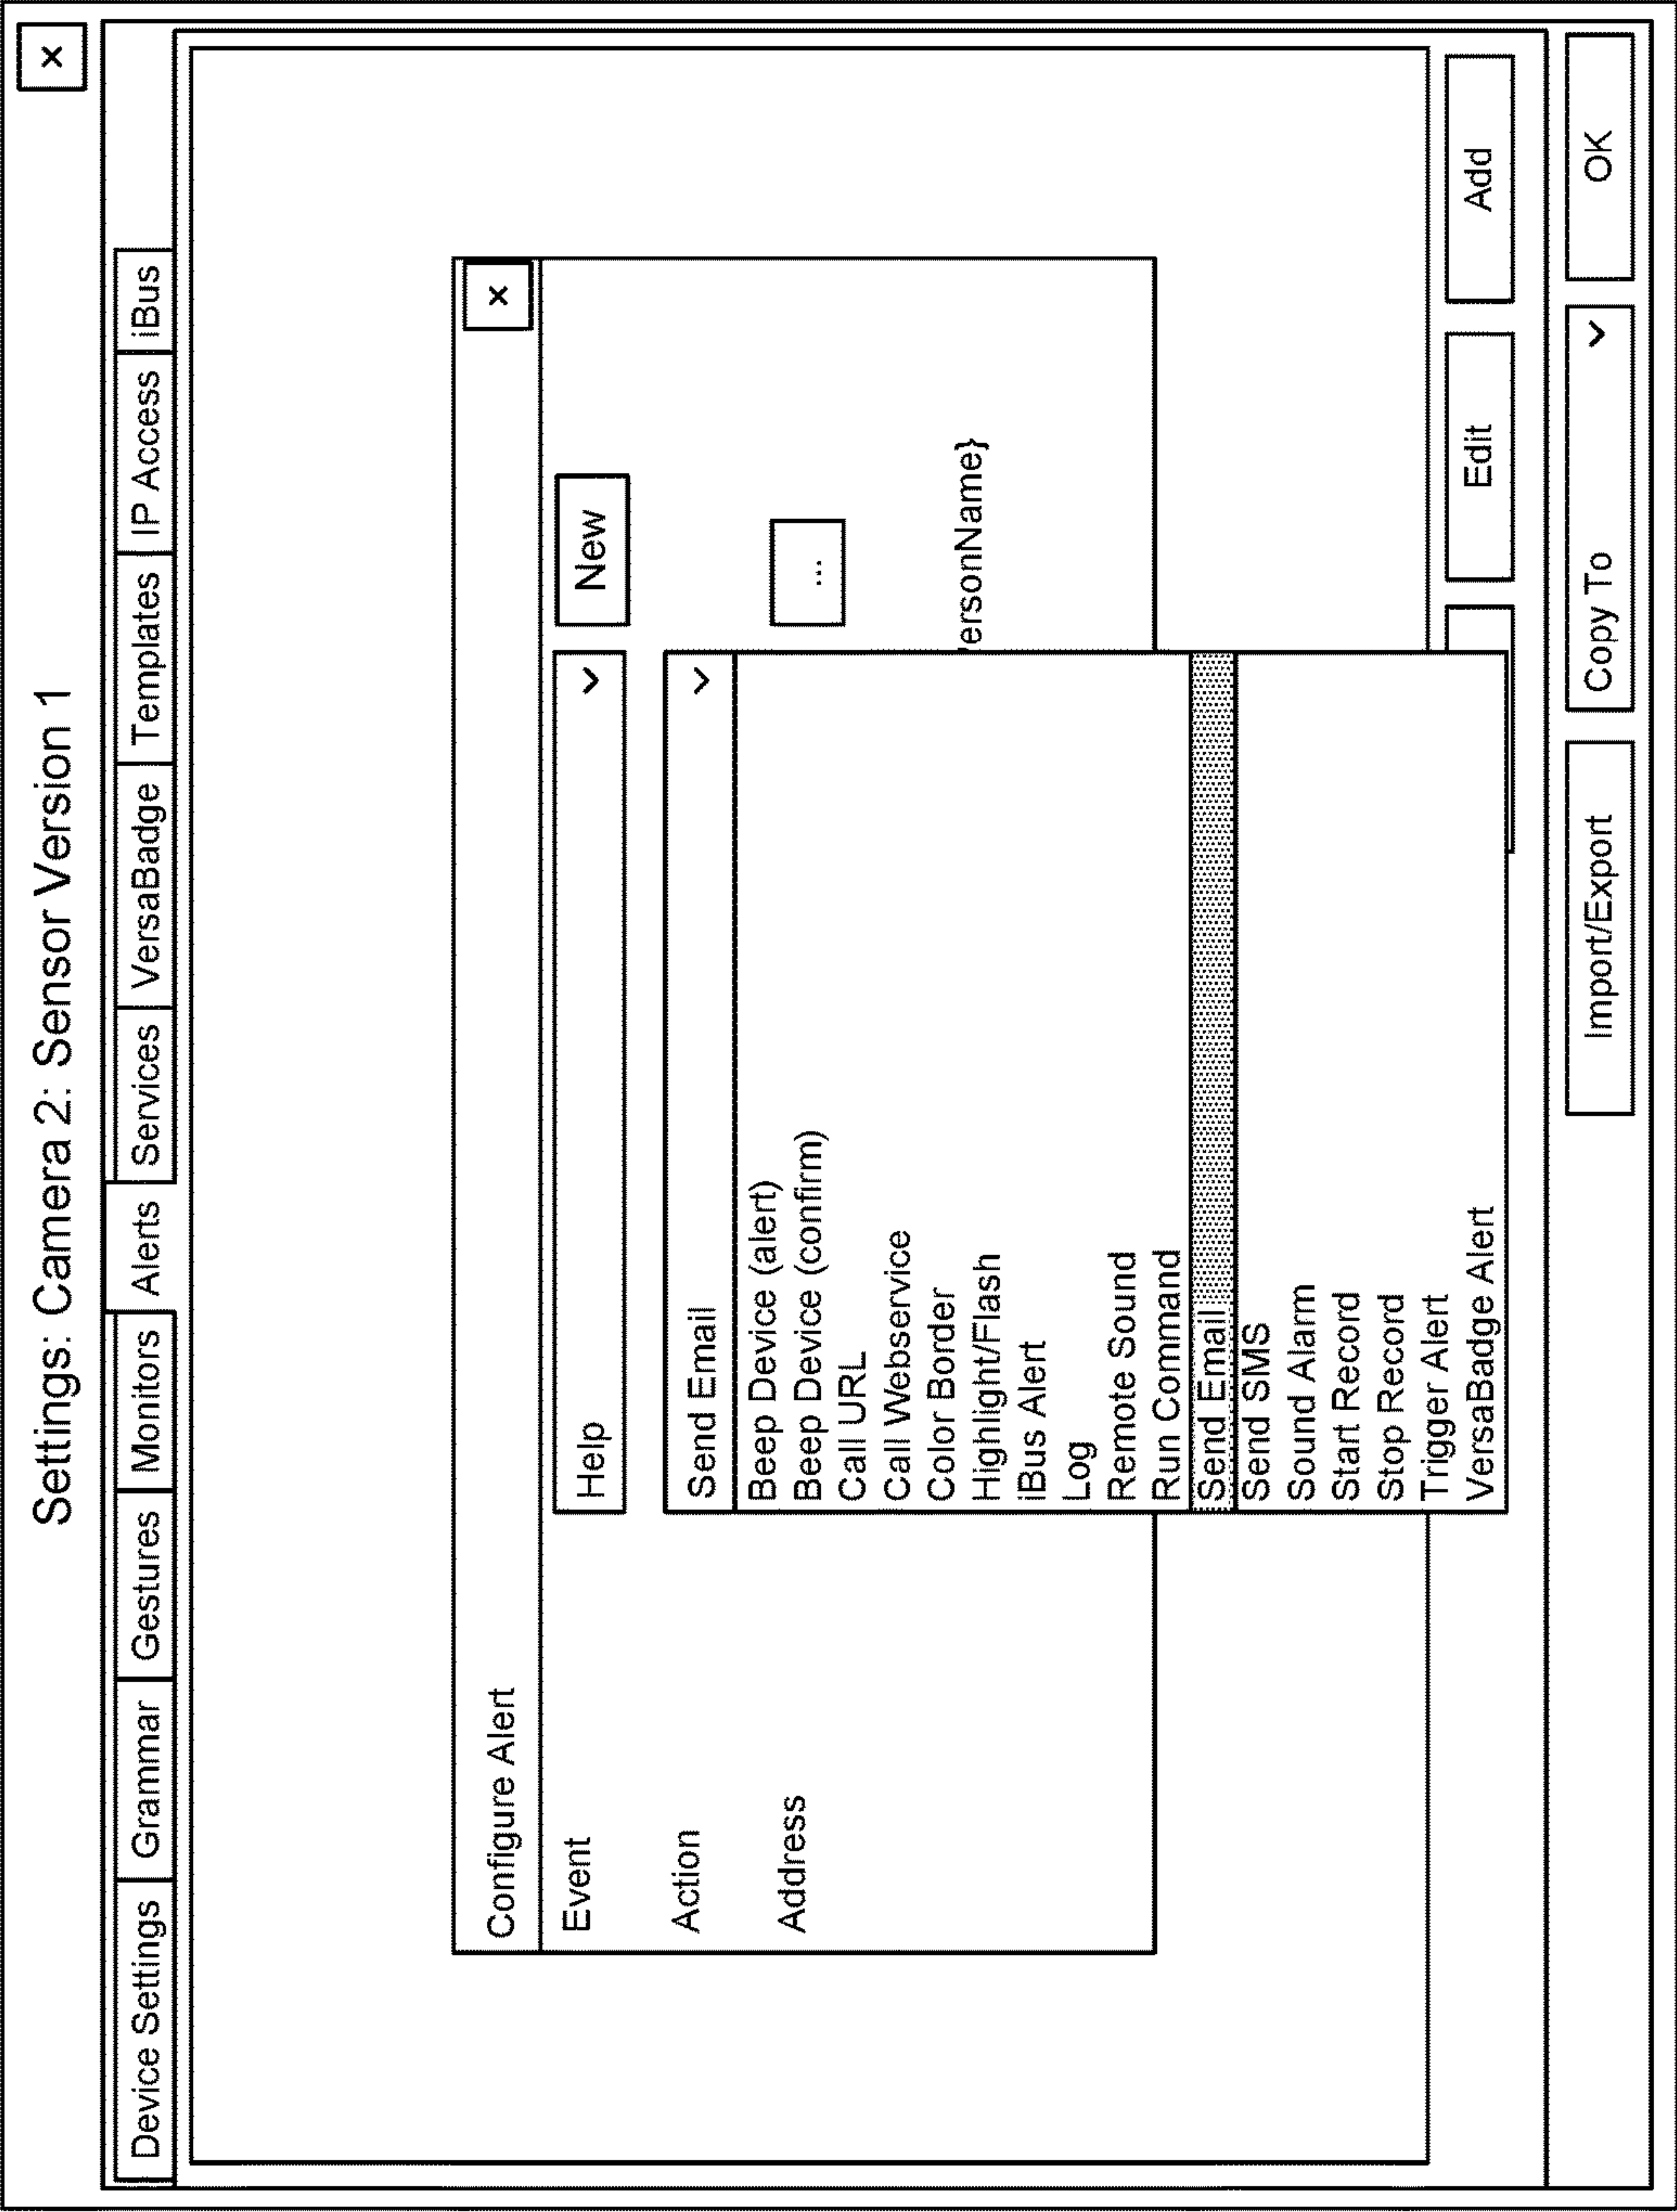 Settings: Camera 2: Sensor Version 1
×
Device Settings Grammar Gestures Monitors Alerts Services VersaBadge Templates IP Access iBus
Configure Alert ×
Event Help New
Action Send Email
Address ...
Beep Device (alert)
Beep Device (confirm)
Call URL
Call Webservice
Color Border
Highlight/Flash
iBus Alert
Log
Remote Sound
Run Command
Send Email
Send SMS
Sound Alarm
Start Record
Stop Record
Trigger Alert
VersaBadge Alert
ersonName}
Edit Add
Import/Export Copy To OK